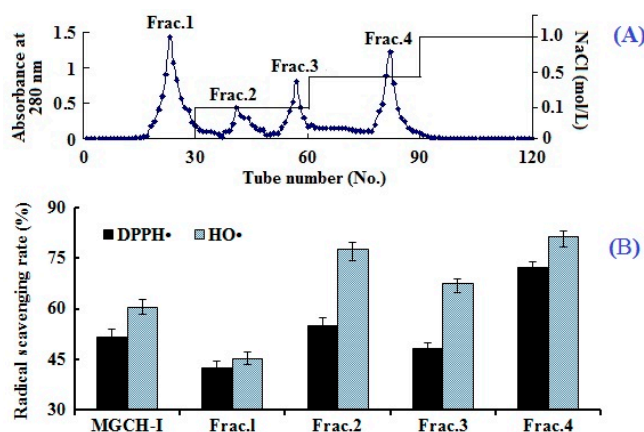 (A)
Absorbance at
280 nm
1.5
1
0.5
0
Frac.1
Frac.2
Frac.3
Frac.4
1.0
0.5
0.1
0
NaCl (mol/L)
0 30 60 90 120
Tube number (No.)
(B)
Radical scavenging rate (%)
90
75
60
45
30
DPPH• HO•
MGCH-I Frac.1 Frac.2 Frac.3 Frac.4